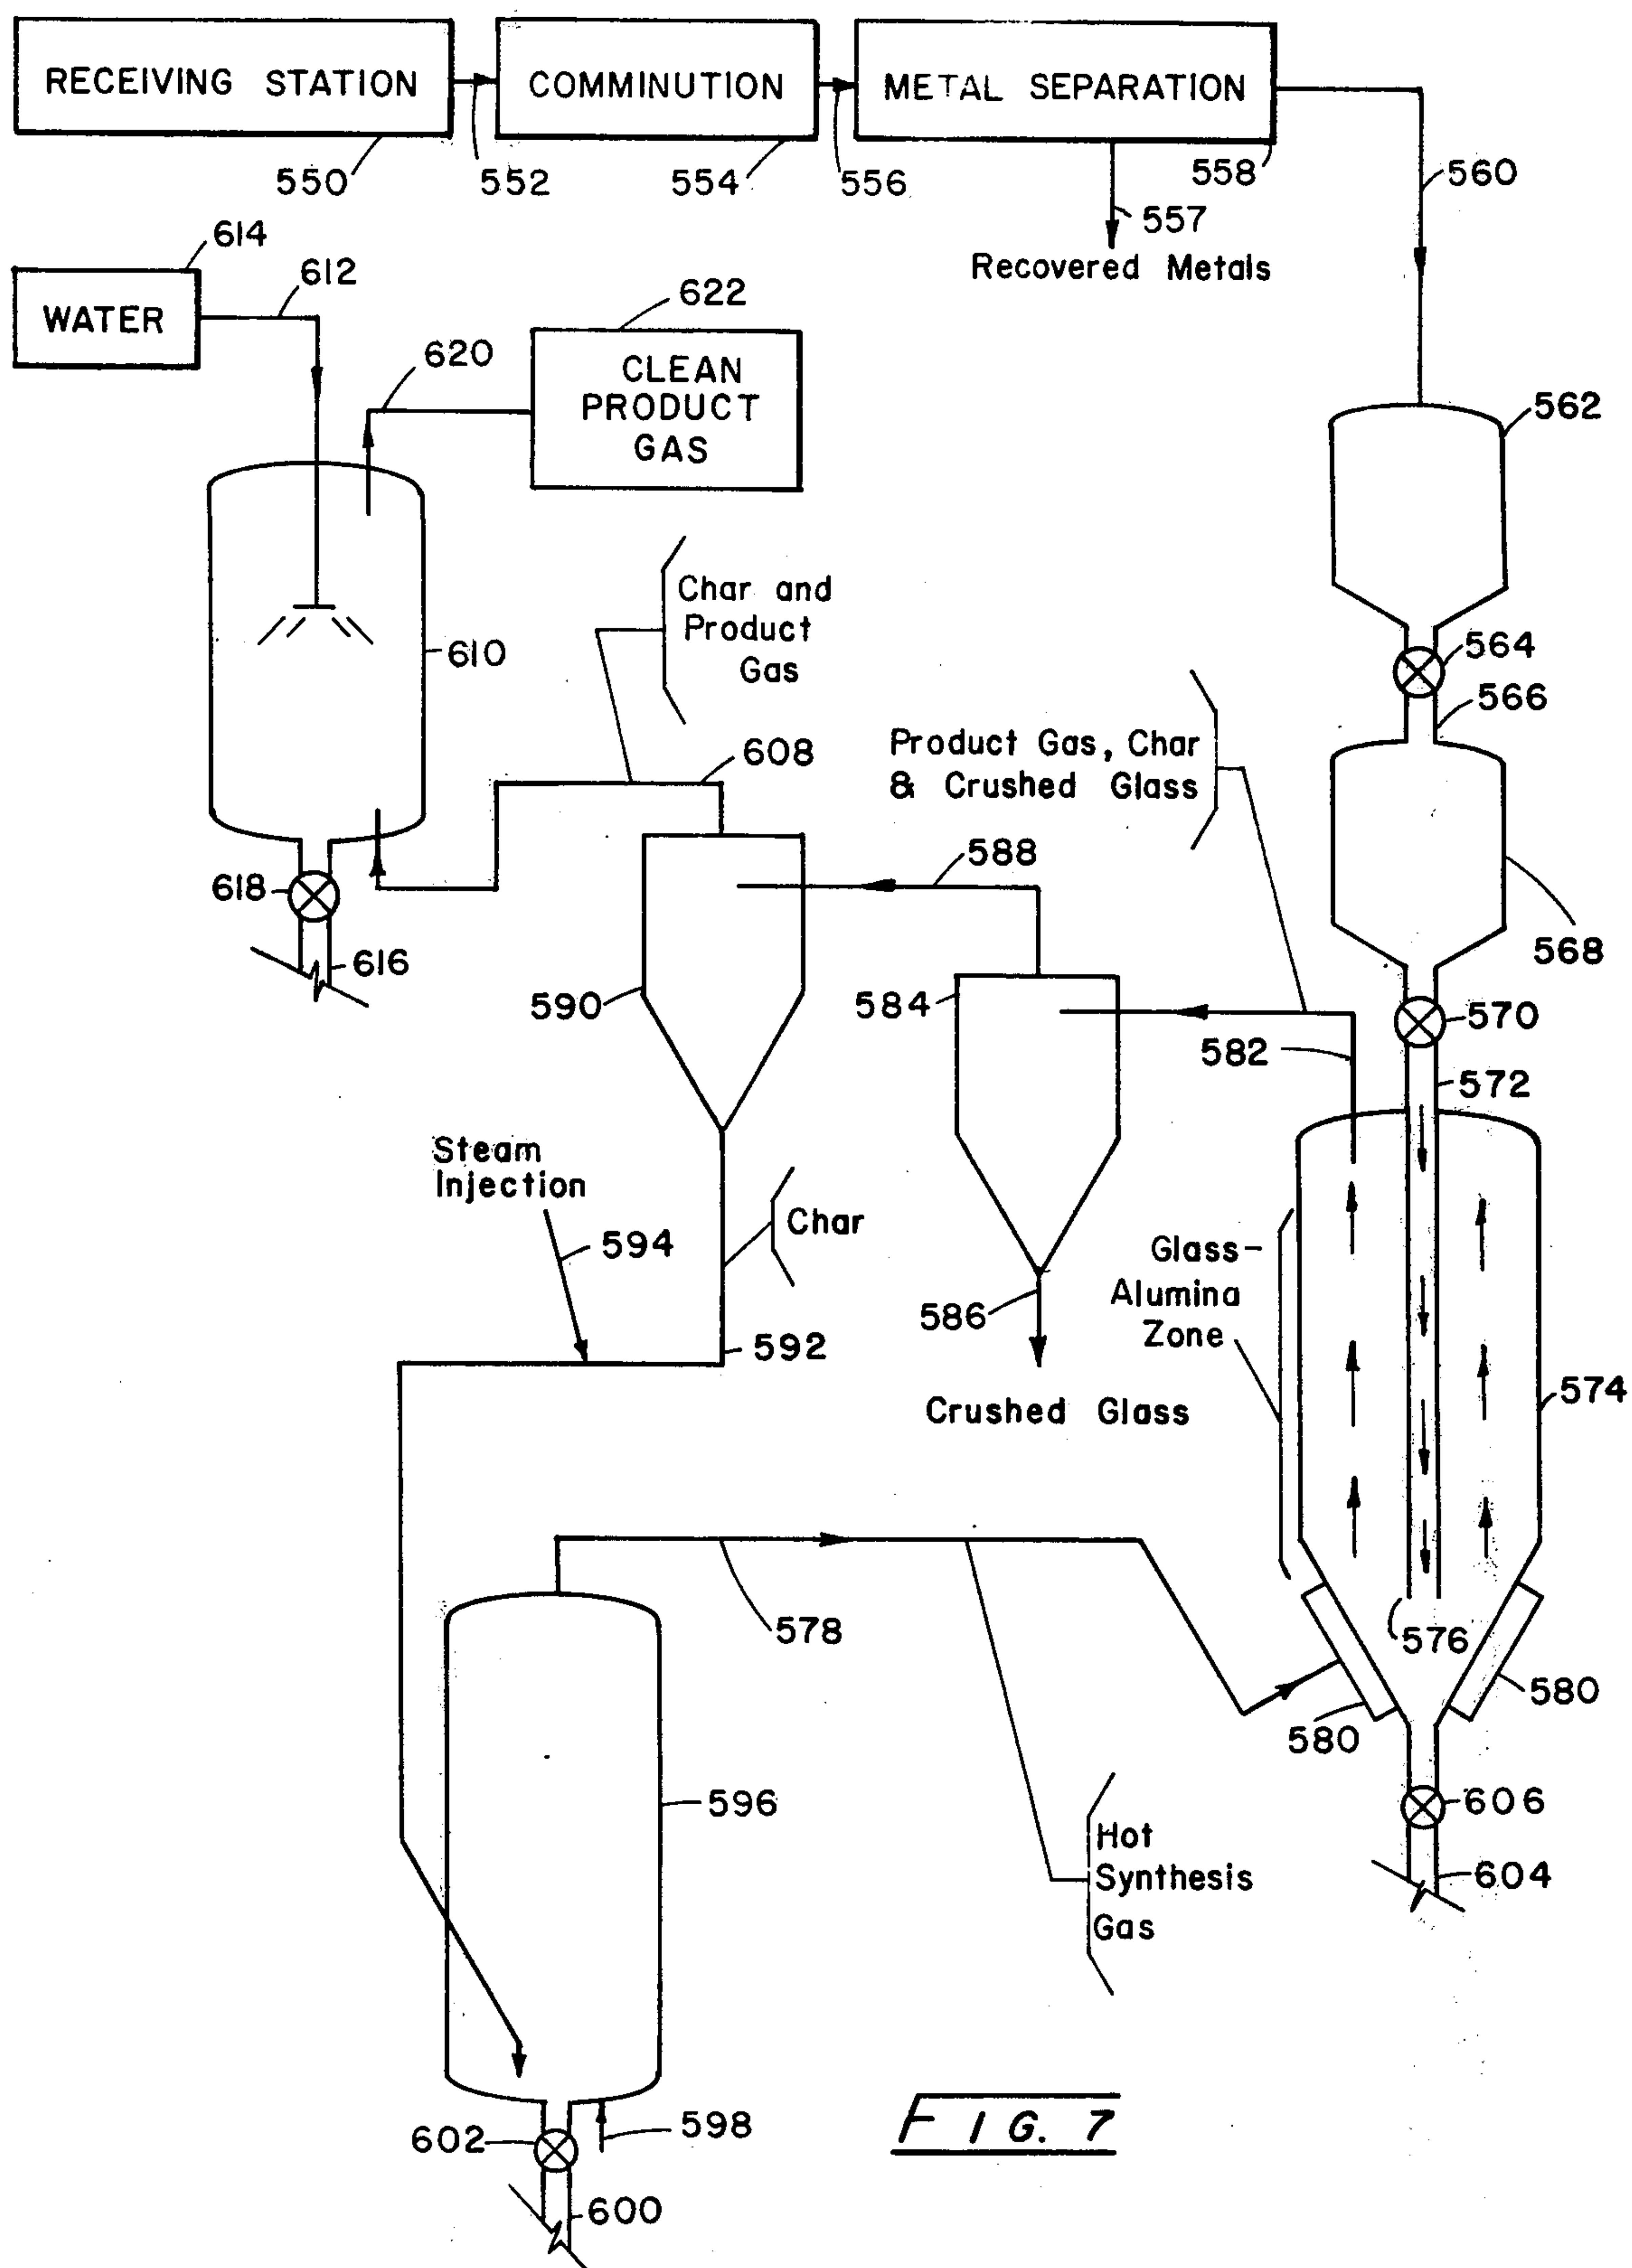 RECEIVING STATION
COMMINUTION
METAL SEPARATION
550
552
554
556
558
560
557
Recovered Metals
614
612
WATER
622
620
CLEAN
PRODUCT
GAS
562
Char and
Product
Gas
610
564
566
608
Product Gas, Char
& Crushed Glass
588
618
616
568
590
584
570
582
572
Steam
Injection
594
Char
Glass-
Alumina
Zone
586
592
574
Crushed Glass
578
576
580
580
596
606
Hot
Synthesis
Gas
604
602
598
FIG. 7
600